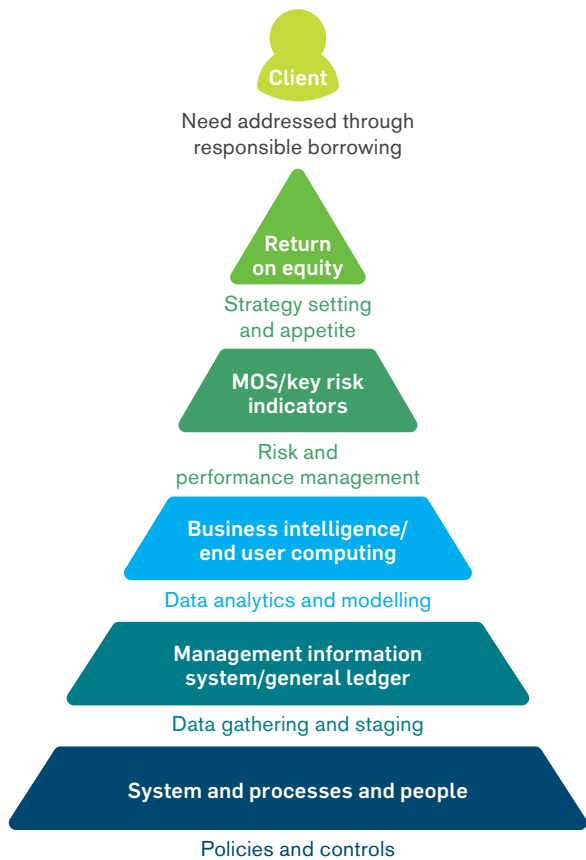 Client
Need addressed through
responsible borrowing
Return
on equity
Strategy setting
and appetite
MOS/key risk
indicators
Risk and
performance management
Business intelligence/
end user computing
Data analytics and modelling
Management information
system/general ledger
Data gathering and staging
System and processes and people
Policies and controls